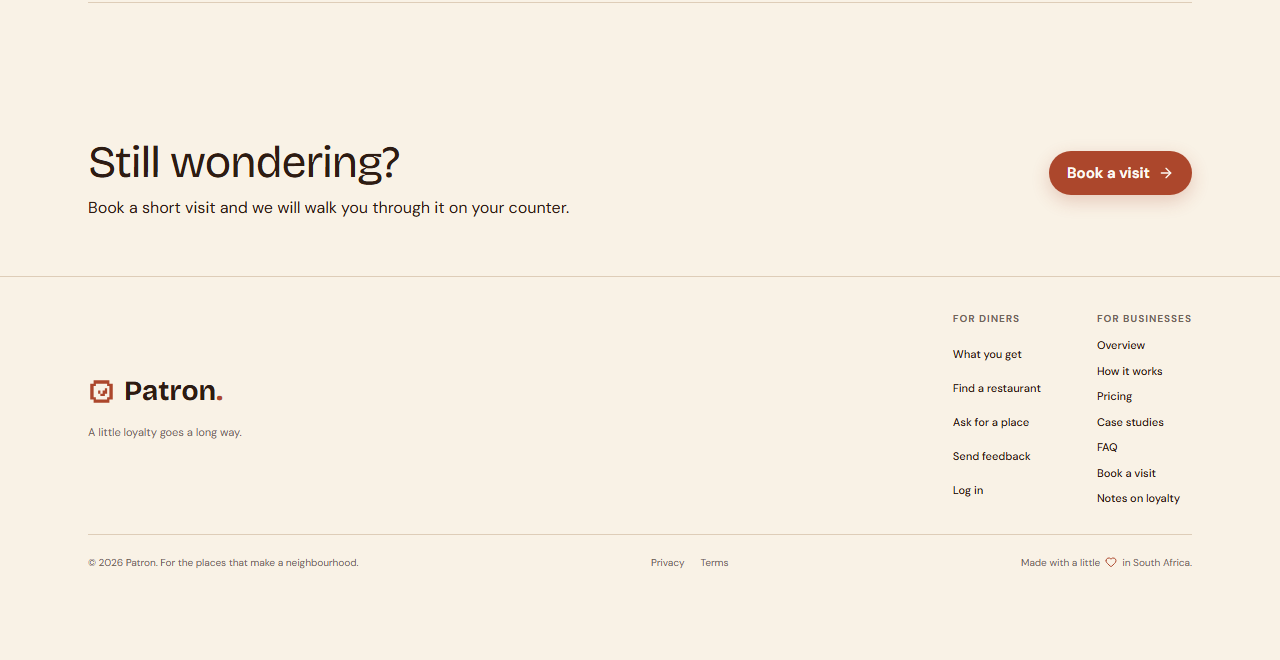 Still wondering?
Book a short visit and we will walk you through it on your counter.
Book a visit
Patron.
A little loyalty goes a long way.
FOR DINERS
What you get
Find a restaurant
Ask for a place
Send feedback
Log in
FOR BUSINESSES
Overview
How it works
Pricing
Case studies
FAQ
Book a visit
Notes on loyalty
© 2026 Patron. For the places that make a neighbourhood.
Privacy Terms
Made with a little in South Africa.